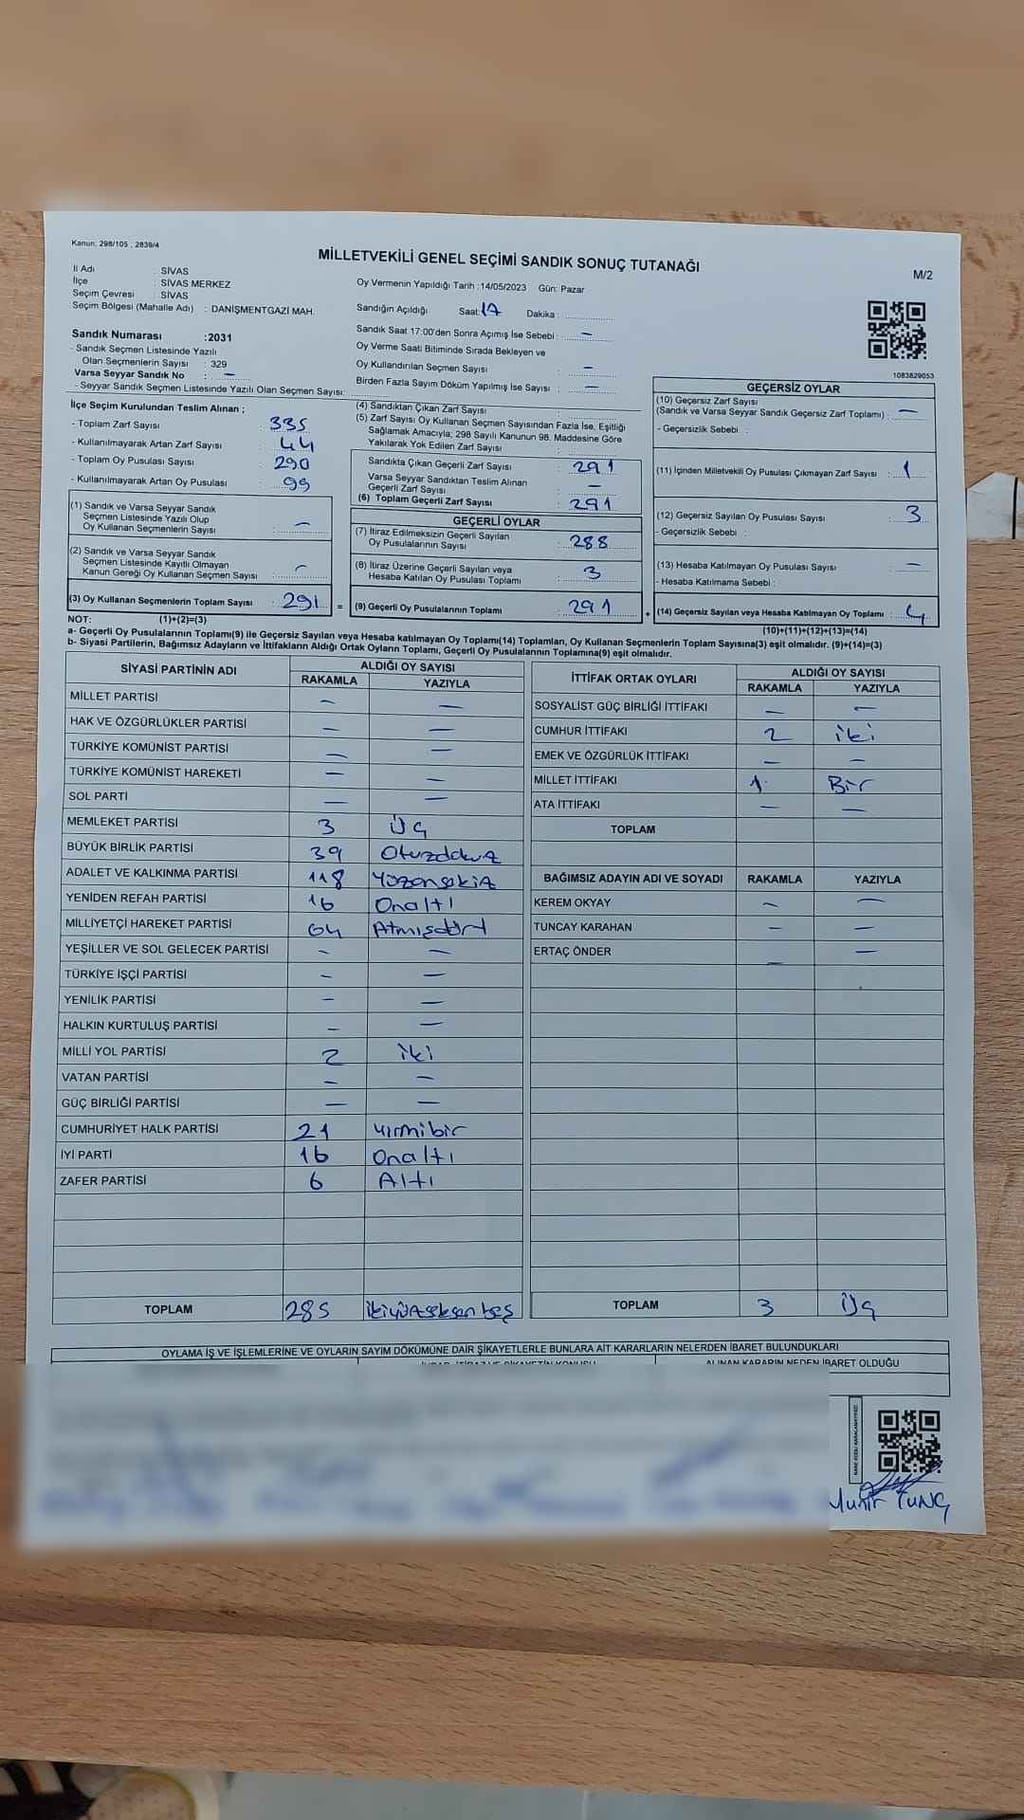 Kanun: 298/105 , 2839/4
MİLLETVEKİLİ GENEL SEÇİMİ SANDIK SONUÇ TUTANAĞI
M/2
İl Adı : SİVAS
İlçe : SİVAS MERKEZ
Seçim Çevresi : SİVAS
Seçim Bölgesi (Mahalle Adı) : DANİŞMENTGAZİ MAH.
Oy Vermenin Yapıldığı Tarih :14/05/2023 Gün: Pazar
Sandığın Açıldığı Saat: 17 Dakika :
Sandık Saat 17:00'den Sonra Açımış İse Sebebi : —
Oy Verme Saati Bitiminde Sırada Bekleyen ve
Oy Kullandırılan Seçmen Sayısı : —
Birden Fazla Sayım Döküm Yapılmış İse Sayısı : —
1083829053
Sandık Numarası :2031
- Sandık Seçmen Listesinde Yazılı
Olan Seçmenlerin Sayısı : 329
Varsa Seyyar Sandık No : —
- Seyyar Sandık Seçmen Listesinde Yazılı Olan Seçmen Sayısı:
İlçe Seçim Kurulundan Teslim Alınan ;
- Toplam Zarf Sayısı : 335
- Kullanılmayarak Artan Zarf Sayısı : 44
- Toplam Oy Pusulası Sayısı : 290
- Kullanılmayarak Artan Oy Pusulası : 99
(1) Sandık ve Varsa Seyyar Sandık
Seçmen Listesinde Yazılı Olup
Oy Kullanan Seçmenlerin Sayısı : —
(2) Sandık ve Varsa Seyyar Sandık
Seçmen Listesinde Kayıtlı Olmayan
Kanun Gereği Oy Kullanan Seçmen Sayısı : —
(3) Oy Kullanan Seçmenlerin Toplam Sayısı : 291
(4) Sandıktan Çıkan Zarf Sayısı :
(5) Zarf Sayısı Oy Kullanan Seçmen Sayısından Fazla İse, Eşitliği
Sağlamak Amacıyla; 298 Sayılı Kanunun 98. Maddesine Göre
Yakılarak Yok Edilen Zarf Sayısı :
Sandıkta Çıkan Geçerli Zarf Sayısı : 291
Varsa Seyyar Sandıktan Teslim Alınan
Geçerli Zarf Sayısı : —
(6) Toplam Geçerli Zarf Sayısı : 291
GEÇERLİ OYLAR
(7) İtiraz Edilmeksizin Geçerli Sayılan
Oy Pusulalarının Sayısı : 288
(8) İtiraz Üzerine Geçerli Sayılan veya
Hesaba Katılan Oy Pusulası Toplamı : 3
= (9) Geçerli Oy Pusulalarının Toplamı : 291
GEÇERSİZ OYLAR
(10) Geçersiz Zarf Sayısı
(Sandık ve Varsa Seyyar Sandık Geçersiz Zarf Toplamı) : —
- Geçersizlik Sebebi :
(11) İçinden Milletvekili Oy Pusulası Çıkmayan Zarf Sayısı : 1
(12) Geçersiz Sayılan Oy Pusulası Sayısı : 3
- Geçersizlik Sebebi :
(13) Hesaba Katılmayan Oy Pusulası Sayısı : —
- Hesaba Katılmama Sebebi :
+ (14) Geçersiz Sayılan veya Hesaba Katılmayan Oy Toplamı : 4
NOT: (1)+(2)=(3)
(10)+(11)+(12)+(13)=(14)
a- Geçerli Oy Pusulalarının Toplamı(9) ile Geçersiz Sayılan veya Hesaba katılmayan Oy Toplamı(14) Toplamları, Oy Kullanan Seçmenlerin Toplam Sayısına(3) eşit olmalıdır. (9)+(14)=(3)
b- Siyasi Partilerin, Bağımsız Adayların ve İttifakların Aldığı Ortak Oyların Toplamı, Geçerli Oy Pusulalarının Toplamına(9) eşit olmalıdır.
SİYASİ PARTİNİN ADI
ALDIĞI OY SAYISI
RAKAMLA YAZIYLA
MİLLET PARTİSİ — —
HAK VE ÖZGÜRLÜKLER PARTİSİ — —
TÜRKİYE KOMÜNİST PARTİSİ — —
TÜRKİYE KOMÜNİST HAREKETİ — —
SOL PARTİ — —
MEMLEKET PARTİSİ 3 Üç
BÜYÜK BİRLİK PARTİSİ 39 Otuzdokuz
ADALET VE KALKINMA PARTİSİ 118 Yüzonsekiz
YENİDEN REFAH PARTİSİ 16 Onaltı
MİLLİYETÇİ HAREKET PARTİSİ 64 Atmışdört
YEŞİLLER VE SOL GELECEK PARTİSİ — —
TÜRKİYE İŞÇİ PARTİSİ — —
YENİLİK PARTİSİ — —
HALKIN KURTULUŞ PARTİSİ — —
MİLLİ YOL PARTİSİ 2 iki
VATAN PARTİSİ — —
GÜÇ BİRLİĞİ PARTİSİ — —
CUMHURİYET HALK PARTİSİ 21 Yirmibir
İYİ PARTİ 16 Onaltı
ZAFER PARTİSİ 6 Altı
TOPLAM 285 ikiyüzseksenbeş
İTTİFAK ORTAK OYLARI
ALDIĞI OY SAYISI
RAKAMLA YAZIYLA
SOSYALİST GÜÇ BİRLİĞİ İTTİFAKI — —
CUMHUR İTTİFAKI 2 iki
EMEK VE ÖZGÜRLÜK İTTİFAKI — —
MİLLET İTTİFAKI 1 Bir
ATA İTTİFAKI — —
TOPLAM
BAĞIMSIZ ADAYIN ADI VE SOYADI RAKAMLA YAZIYLA
KEREM OKYAY — —
TUNCAY KARAHAN — —
ERTAÇ ÖNDER — —
TOPLAM 3 Üç
OYLAMA İŞ VE İŞLEMLERİNE VE OYLARIN SAYIM DÖKÜMÜNE DAİR ŞİKAYETLERLE BUNLARA AİT KARARLARIN NELERDEN İBARET BULUNDUKLARI
ALINAN KARARIN NEDEN İBARET OLDUĞU
Munir TUNÇ